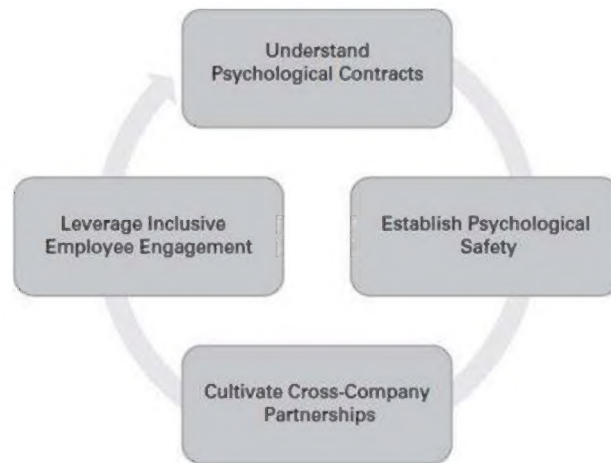 Understand
Psychological Contracts
Establish Psychological
Safety
Cultivate Cross-Company
Partnerships
Leverage Inclusive
Employee Engagement